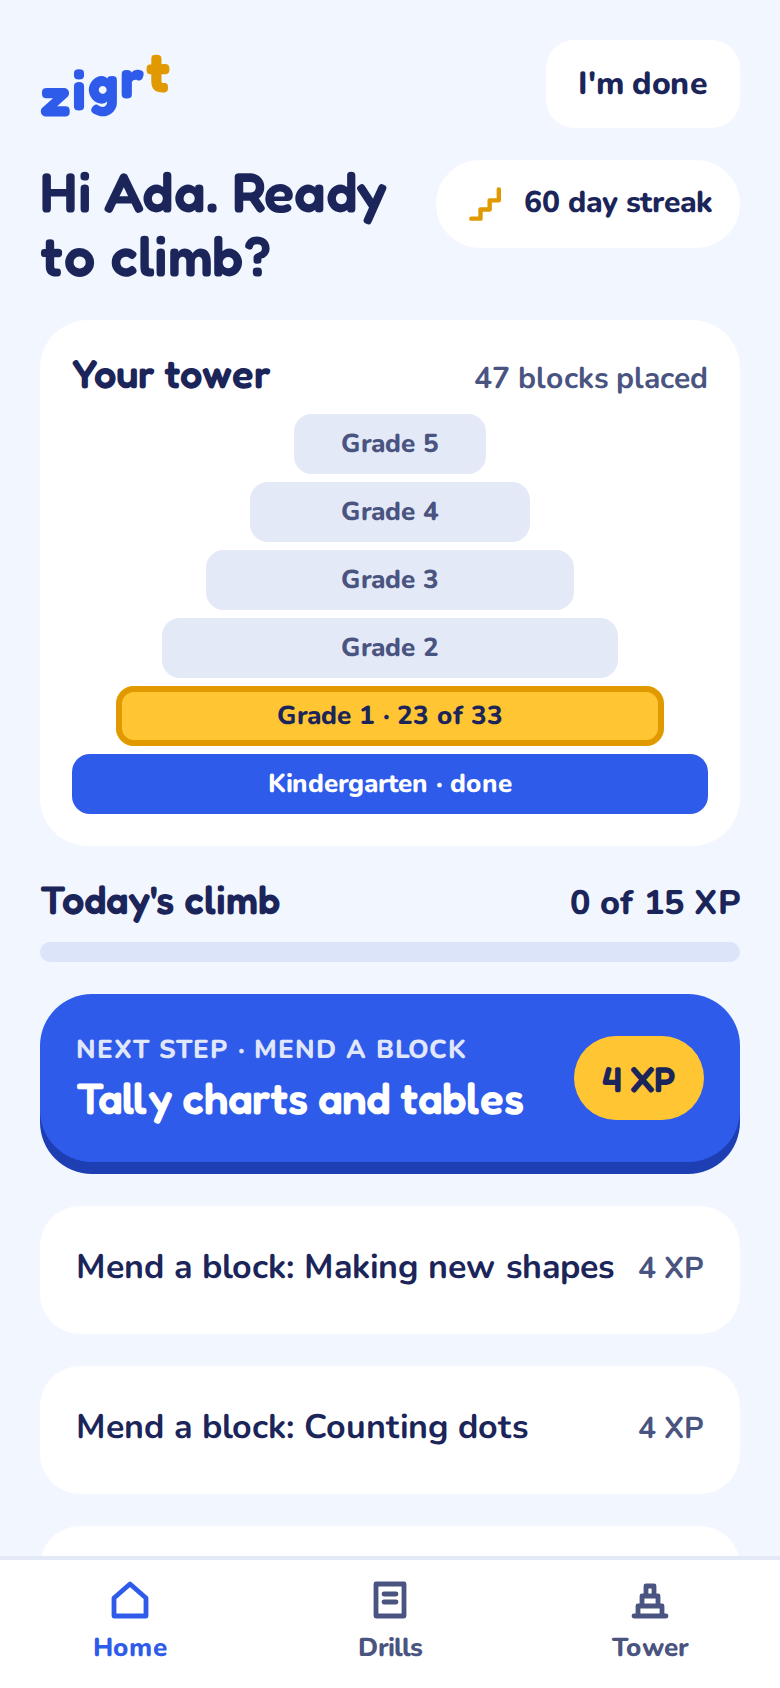 zigrt
I'm done
Hi Ada. Ready
to climb?
60 day streak
Your tower
47 blocks placed
Grade 5
Grade 4
Grade 3
Grade 2
Grade 1 · 23 of 33
Kindergarten · done
Today's climb
0 of 15 XP
NEXT STEP · MEND A BLOCK
Tally charts and tables
4 XP
Mend a block: Making new shapes
4 XP
Mend a block: Counting dots
4 XP
Home
Drills
Tower